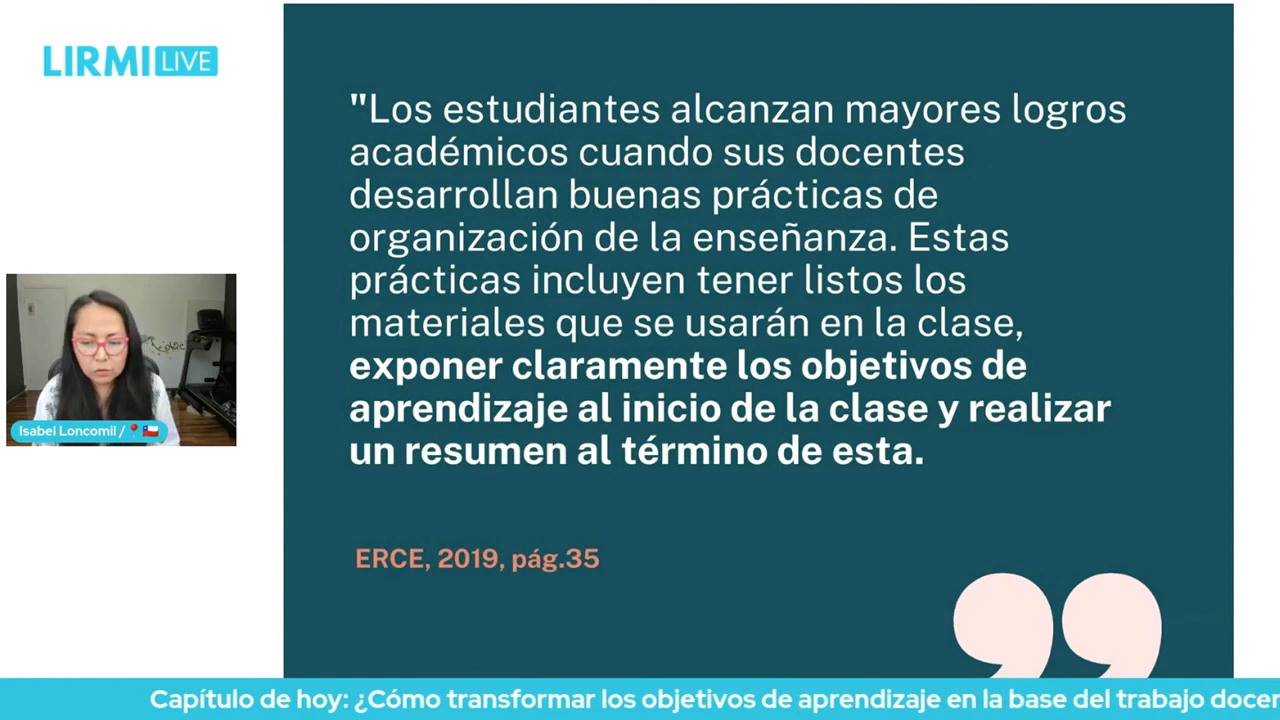 LIRMI LIVE
"Los estudiantes alcanzan mayores logros
académicos cuando sus docentes
desarrollan buenas prácticas de
organización de la enseñanza. Estas
prácticas incluyen tener listos los
materiales que se usarán en la clase,
exponer claramente los objetivos de
aprendizaje al inicio de la clase y realizar
un resumen al término de esta.
ERCE, 2019, pág.35
Isabel Loncomil /
Capítulo de hoy: ¿Cómo transformar los objetivos de aprendizaje en la base del trabajo docen